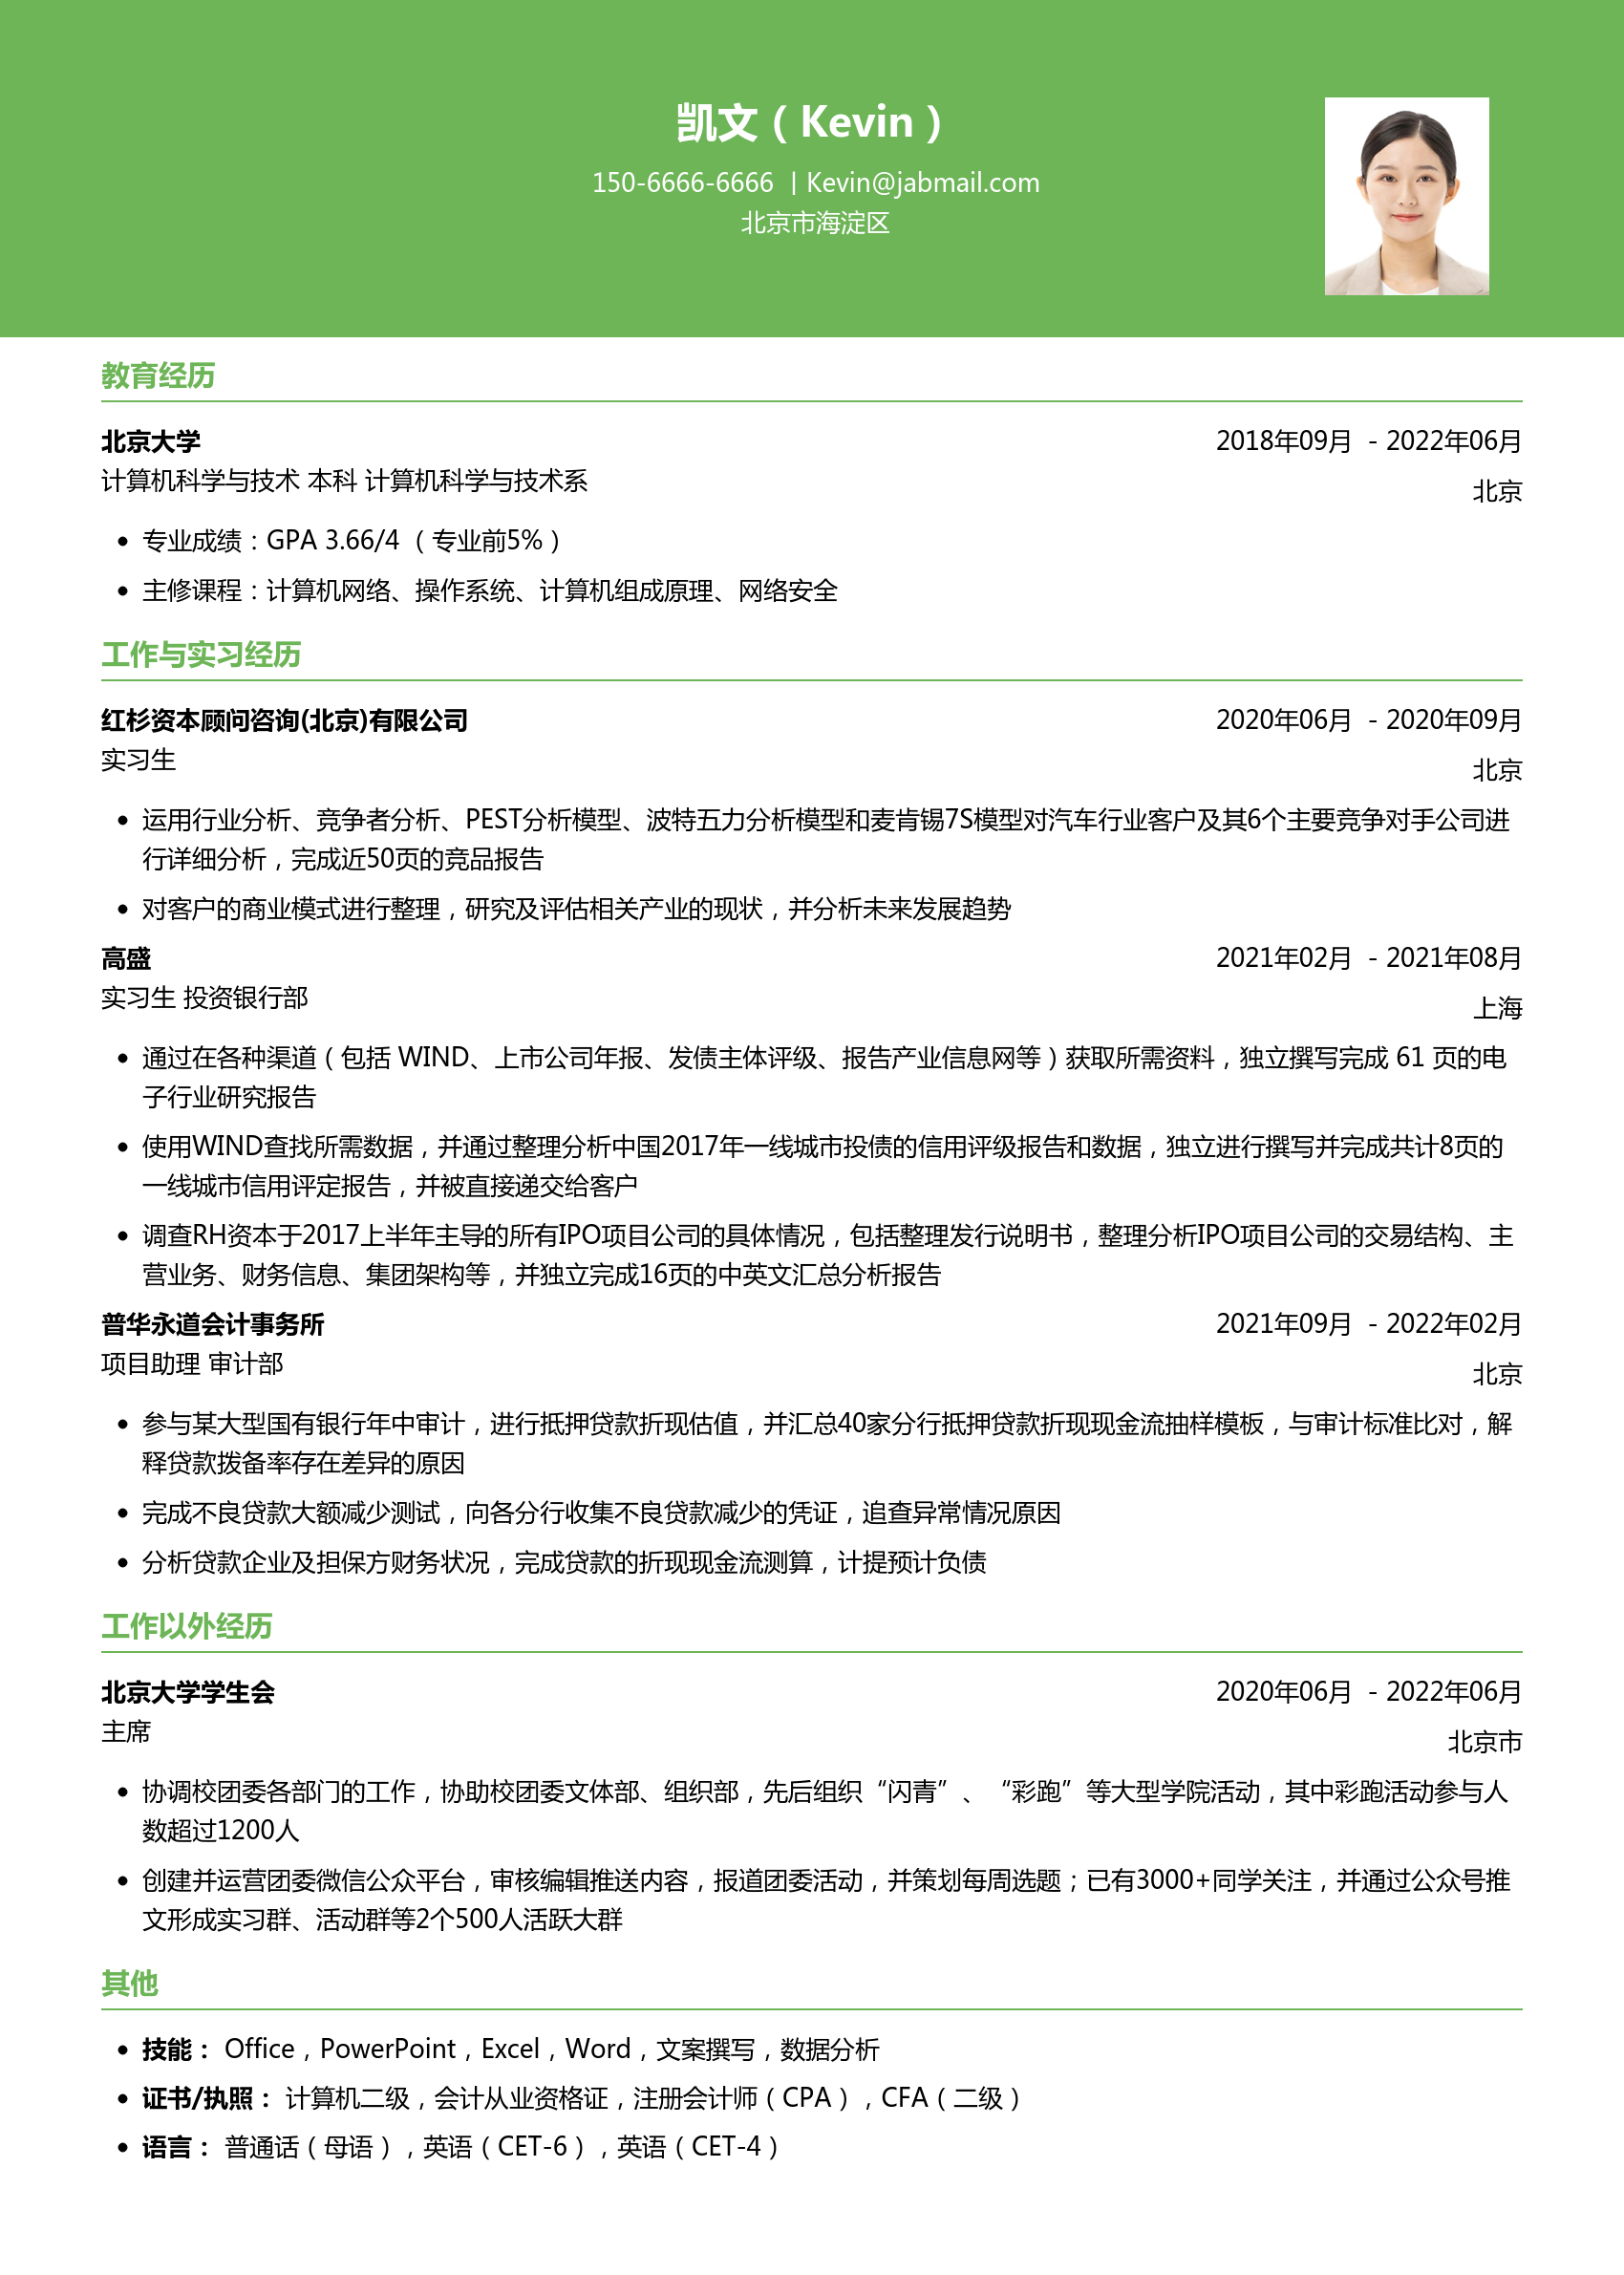 凯文（Kevin）
150-6666-6666 | Kevin@jabmail.com
北京市海淀区
教育经历
北京大学 2018年09月 - 2022年06月
计算机科学与技术 本科 计算机科学与技术系 北京
• 专业成绩：GPA 3.66/4 （专业前5%）
• 主修课程：计算机网络、操作系统、计算机组成原理、网络安全
工作与实习经历
红杉资本顾问咨询(北京)有限公司 2020年06月 - 2020年09月
实习生 北京
• 运用行业分析、竞争者分析、PEST分析模型、波特五力分析模型和麦肯锡7S模型对汽车行业客户及其6个主要竞争对手公司进
行详细分析，完成近50页的竞品报告
• 对客户的商业模式进行整理，研究及评估相关产业的现状，并分析未来发展趋势
高盛 2021年02月 - 2021年08月
实习生 投资银行部 上海
• 通过在各种渠道（包括 WIND、上市公司年报、发债主体评级、报告产业信息网等）获取所需资料，独立撰写完成 61 页的电
子行业研究报告
• 使用WIND查找所需数据，并通过整理分析中国2017年一线城市投债的信用评级报告和数据，独立进行撰写并完成共计8页的
一线城市信用评定报告，并被直接递交给客户
• 调查RH资本于2017上半年主导的所有IPO项目公司的具体情况，包括整理发行说明书，整理分析IPO项目公司的交易结构、主
营业务、财务信息、集团架构等，并独立完成16页的中英文汇总分析报告
普华永道会计事务所 2021年09月 - 2022年02月
项目助理 审计部 北京
• 参与某大型国有银行年中审计，进行抵押贷款折现估值，并汇总40家分行抵押贷款折现现金流抽样模板，与审计标准比对，解
释贷款拨备率存在差异的原因
• 完成不良贷款大额减少测试，向各分行收集不良贷款减少的凭证，追查异常情况原因
• 分析贷款企业及担保方财务状况，完成贷款的折现现金流测算，计提预计负债
工作以外经历
北京大学学生会 2020年06月 - 2022年06月
主席 北京市
• 协调校团委各部门的工作，协助校团委文体部、组织部，先后组织“闪青”、“彩跑”等大型学院活动，其中彩跑活动参与人
数超过1200人
• 创建并运营团委微信公众平台，审核编辑推送内容，报道团委活动，并策划每周选题；已有3000+同学关注，并通过公众号推
文形成实习群、活动群等2个500人活跃大群
其他
• 技能： Office，PowerPoint，Excel，Word，文案撰写，数据分析
• 证书/执照： 计算机二级，会计从业资格证，注册会计师（CPA），CFA（二级）
• 语言： 普通话（母语），英语（CET-6），英语（CET-4）